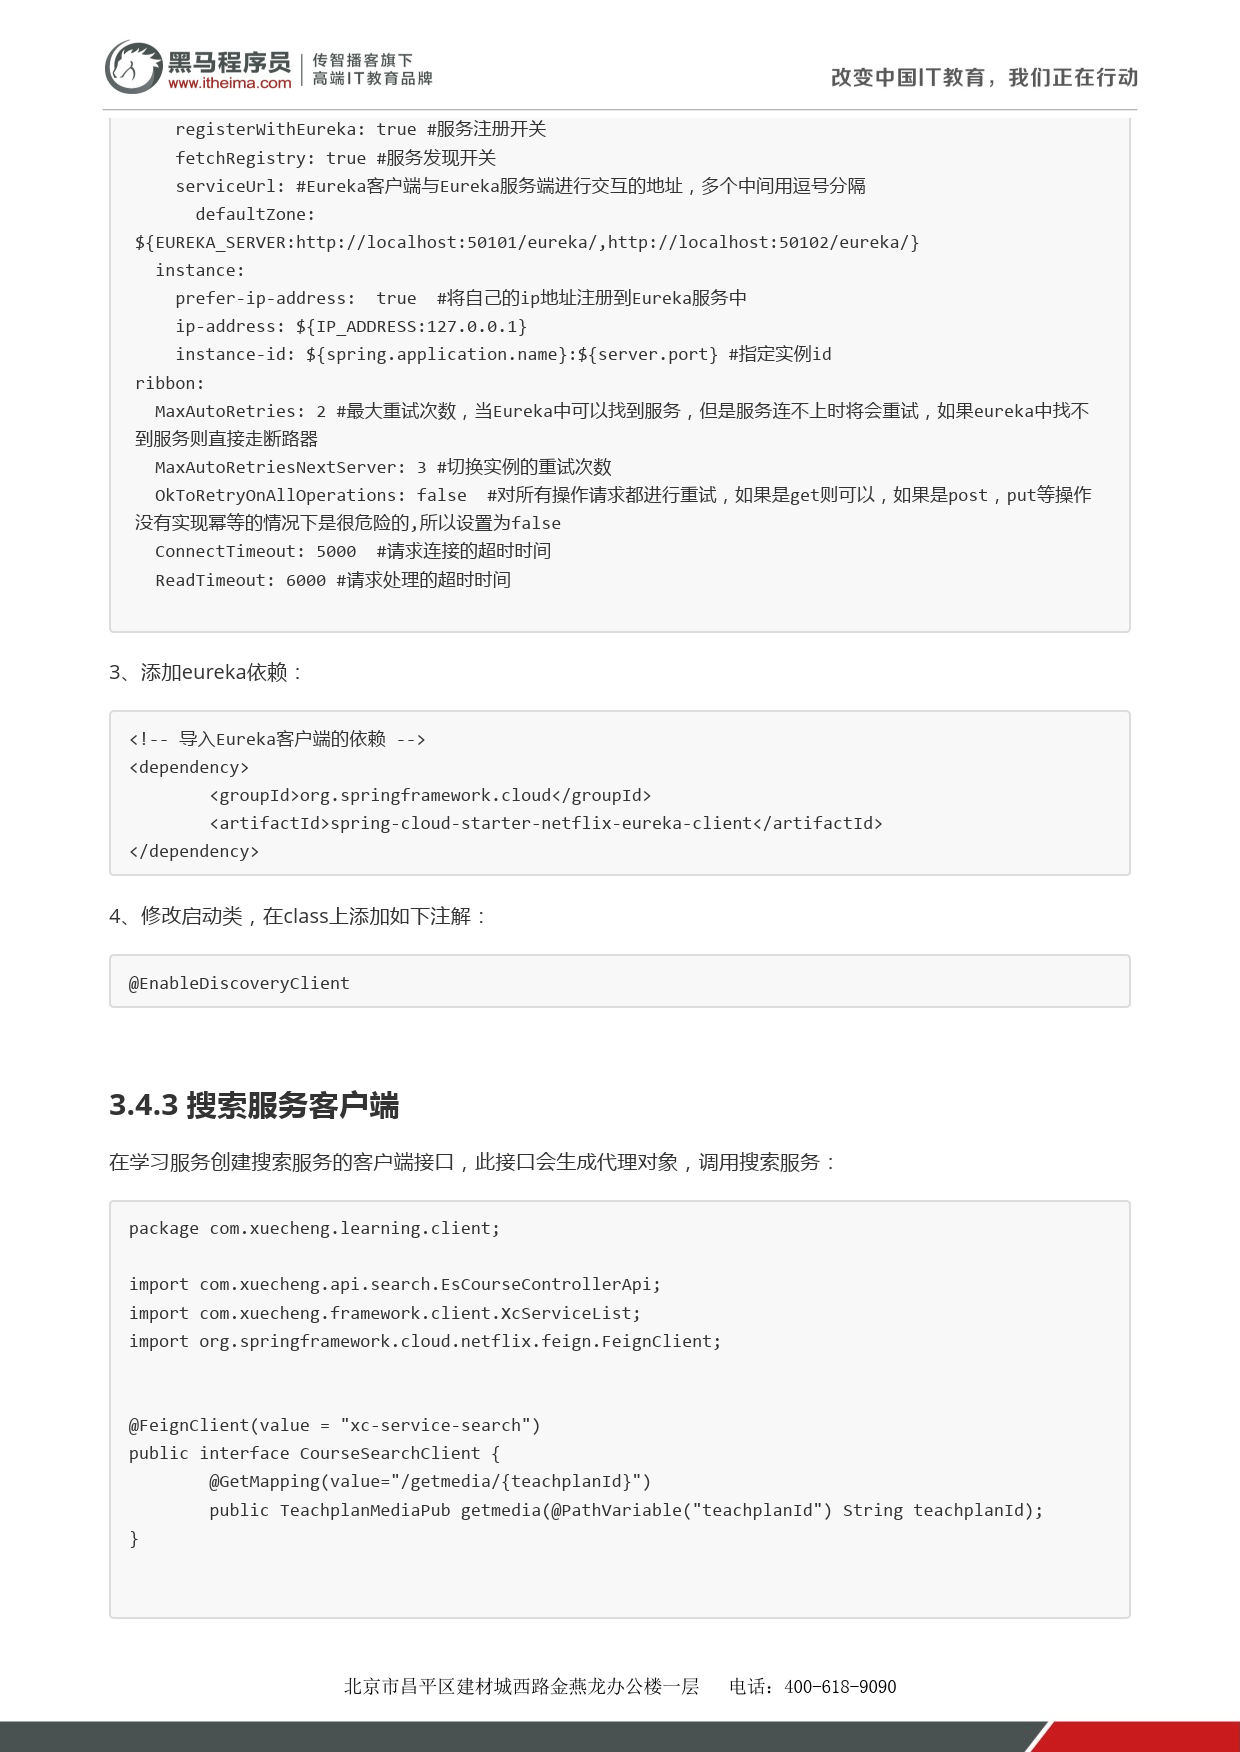 黑马程序员
www.itheima.com
传智播客旗下
高端IT教育品牌
改变中国IT教育，我们正在行动
    registerWithEureka: true #服务注册开关
    fetchRegistry: true #服务发现开关
    serviceUrl: #Eureka客户端与Eureka服务端进行交互的地址，多个中间用逗号分隔
      defaultZone:
${EUREKA_SERVER:http://localhost:50101/eureka/,http://localhost:50102/eureka/}
  instance:
    prefer-ip-address:  true  #将自己的ip地址注册到Eureka服务中
    ip-address: ${IP_ADDRESS:127.0.0.1}
    instance-id: ${spring.application.name}:${server.port} #指定实例id
ribbon:
  MaxAutoRetries: 2 #最大重试次数，当Eureka中可以找到服务，但是服务连不上时将会重试，如果eureka中找不
到服务则直接走断路器
  MaxAutoRetriesNextServer: 3 #切换实例的重试次数
  OkToRetryOnAllOperations: false  #对所有操作请求都进行重试，如果是get则可以，如果是post，put等操作
没有实现幂等的情况下是很危险的,所以设置为false
  ConnectTimeout: 5000  #请求连接的超时时间
  ReadTimeout: 6000 #请求处理的超时时间
3、添加eureka依赖：
<!-- 导入Eureka客户端的依赖 -->
<dependency>
        <groupId>org.springframework.cloud</groupId>
        <artifactId>spring-cloud-starter-netflix-eureka-client</artifactId>
</dependency>
4、修改启动类，在class上添加如下注解：
@EnableDiscoveryClient
3.4.3 搜索服务客户端
在学习服务创建搜索服务的客户端接口，此接口会生成代理对象，调用搜索服务：
package com.xuecheng.learning.client;
import com.xuecheng.api.search.EsCourseControllerApi;
import com.xuecheng.framework.client.XcServiceList;
import org.springframework.cloud.netflix.feign.FeignClient;
@FeignClient(value = "xc-service-search")
public interface CourseSearchClient {
        @GetMapping(value="/getmedia/{teachplanId}")
        public TeachplanMediaPub getmedia(@PathVariable("teachplanId") String teachplanId);
}
北京市昌平区建材城西路金燕龙办公楼一层   电话：400-618-9090